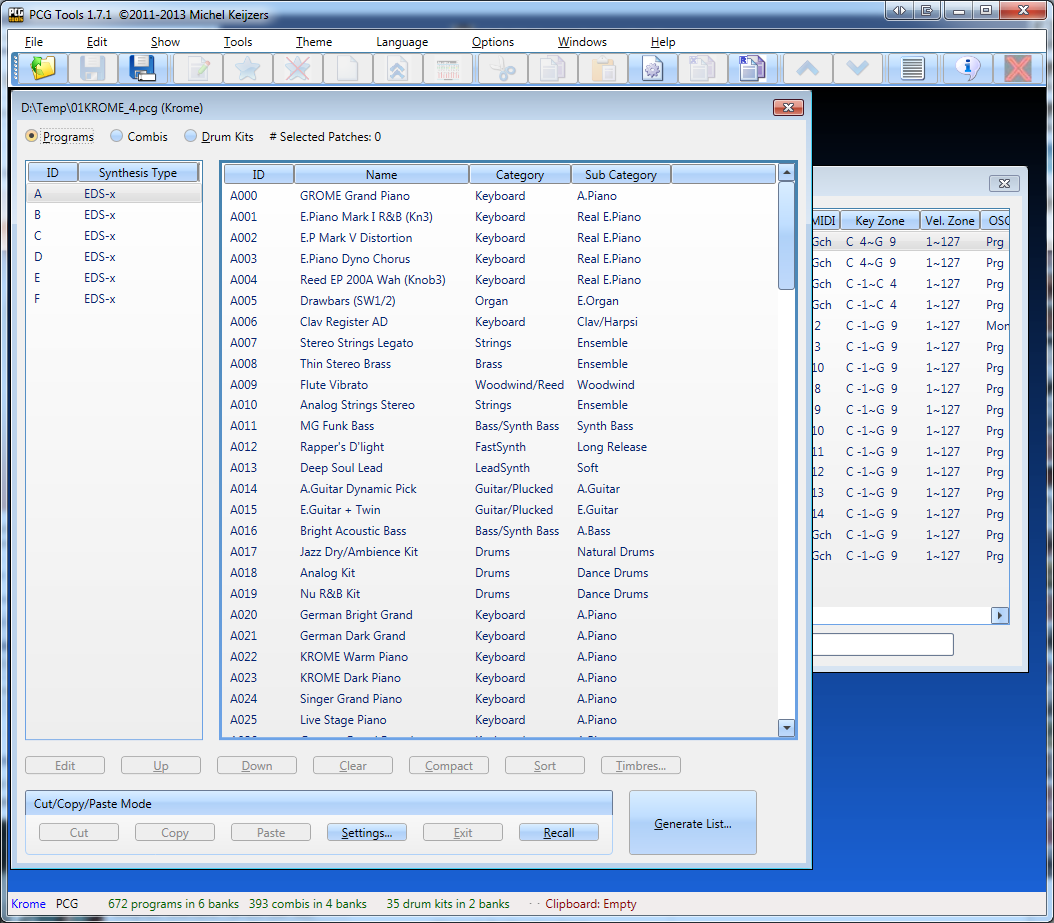 PCG Tools 1.7.1 ©2011-2013 Michel Keijzers
File Edit Show Tools Theme Language Options Windows Help
D:\Temp\01KROME_4.pcg (Krome)
Programs Combis Drum Kits # Selected Patches: 0
ID Synthesis Type
A EDS-x
B EDS-x
C EDS-x
D EDS-x
E EDS-x
F EDS-x
ID Name Category Sub Category
A000 GROME Grand Piano Keyboard A.Piano
A001 E.Piano Mark I R&B (Kn3) Keyboard Real E.Piano
A002 E.P Mark V Distortion Keyboard Real E.Piano
A003 E.Piano Dyno Chorus Keyboard Real E.Piano
A004 Reed EP 200A Wah (Knob3) Keyboard Real E.Piano
A005 Drawbars (SW1/2) Organ E.Organ
A006 Clav Register AD Keyboard Clav/Harpsi
A007 Stereo Strings Legato Strings Ensemble
A008 Thin Stereo Brass Brass Ensemble
A009 Flute Vibrato Woodwind/Reed Woodwind
A010 Analog Strings Stereo Strings Ensemble
A011 MG Funk Bass Bass/Synth Bass Synth Bass
A012 Rapper's D'light FastSynth Long Release
A013 Deep Soul Lead LeadSynth Soft
A014 A.Guitar Dynamic Pick Guitar/Plucked A.Guitar
A015 E.Guitar + Twin Guitar/Plucked E.Guitar
A016 Bright Acoustic Bass Bass/Synth Bass A.Bass
A017 Jazz Dry/Ambience Kit Drums Natural Drums
A018 Analog Kit Drums Dance Drums
A019 Nu R&B Kit Drums Dance Drums
A020 German Bright Grand Keyboard A.Piano
A021 German Dark Grand Keyboard A.Piano
A022 KROME Warm Piano Keyboard A.Piano
A023 KROME Dark Piano Keyboard A.Piano
A024 Singer Grand Piano Keyboard A.Piano
A025 Live Stage Piano Keyboard A.Piano
MIDI Key Zone Vel. Zone OSC
Gch C 4~G 9 1~127 Prg
Gch C 4~G 9 1~127 Prg
Gch C -1~C 4 1~127 Prg
Gch C -1~C 4 1~127 Prg
2 C -1~G 9 1~127 Mon
3 C -1~G 9 1~127 Prg
10 C -1~G 9 1~127 Prg
8 C -1~G 9 1~127 Prg
9 C -1~G 9 1~127 Prg
10 C -1~G 9 1~127 Prg
11 C -1~G 9 1~127 Prg
12 C -1~G 9 1~127 Prg
13 C -1~G 9 1~127 Prg
14 C -1~G 9 1~127 Prg
Gch C -1~G 9 1~127 Prg
Gch C -1~G 9 1~127 Prg
Edit Up Down Clear Compact Sort Timbres...
Cut/Copy/Paste Mode
Cut Copy Paste Settings... Exit Recall
Generate List...
Krome PCG 672 programs in 6 banks 393 combis in 4 banks 35 drum kits in 2 banks - - Clipboard: Empty